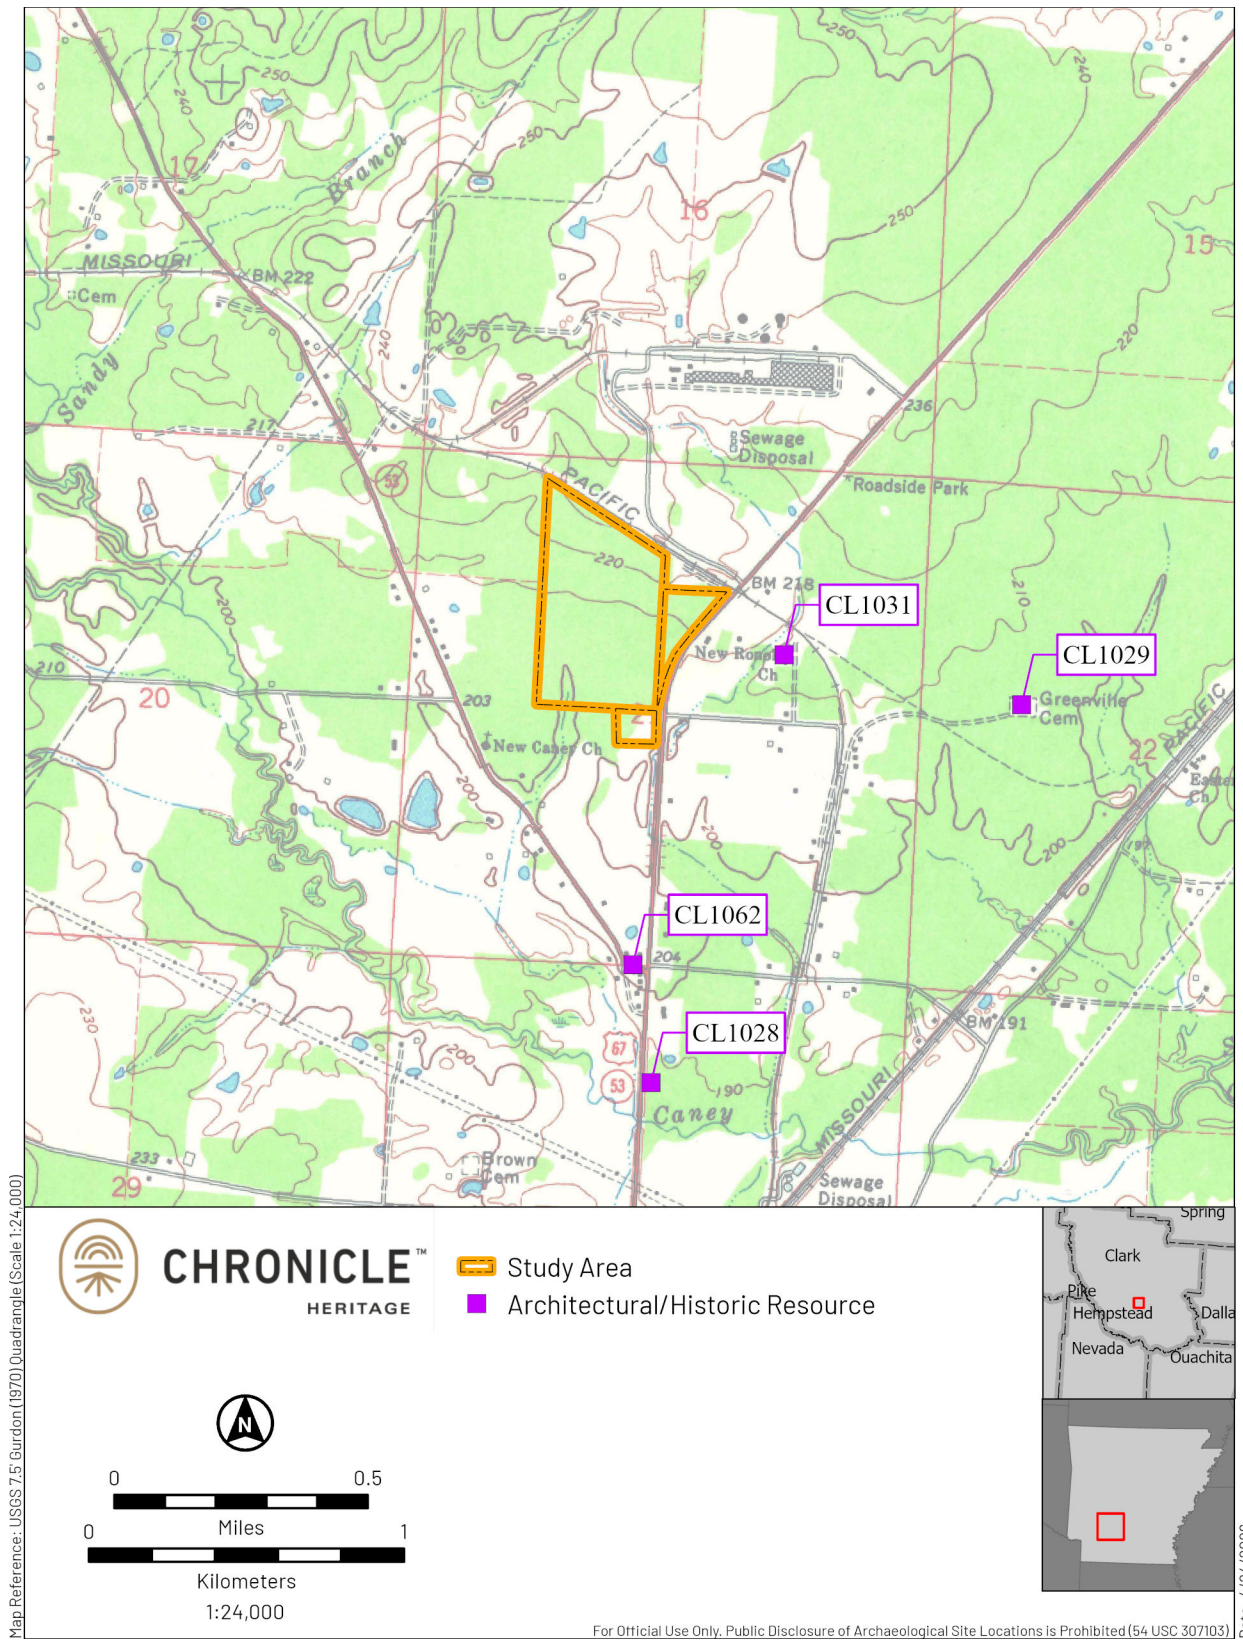 250
240
250
240
17
Branch
250
16
250
15
MISSOURI
BM 222
Cem
240
220
Sandy
217
236
Sewage
Disposal
53
PACIFIC
Roadside Park
220
BM 218
200
210
CL1031
New
Ch
CL1029
210
20
203
Greenville
Cem
New Caney Ch
22
PACIFIC
200
200
200
CL1062
204
230
BM 191
CL1028
67
200
53
190
Caney
MISSOURI
233
Brown
Cem
Sewage
Disposal
29
Map Reference: USGS 7.5' Gurdon (1970) Quadrangle (Scale 1:24,000)
CHRONICLE™
HERITAGE
Study Area
Architectural/Historic Resource
N
0 0.5
Miles
0 1
Kilometers
1:24,000
Spring
Clark
Pike
Hempstead
Dalla
Nevada
Ouachita
For Official Use Only. Public Disclosure of Archaeological Site Locations is Prohibited (54 USC 307103)